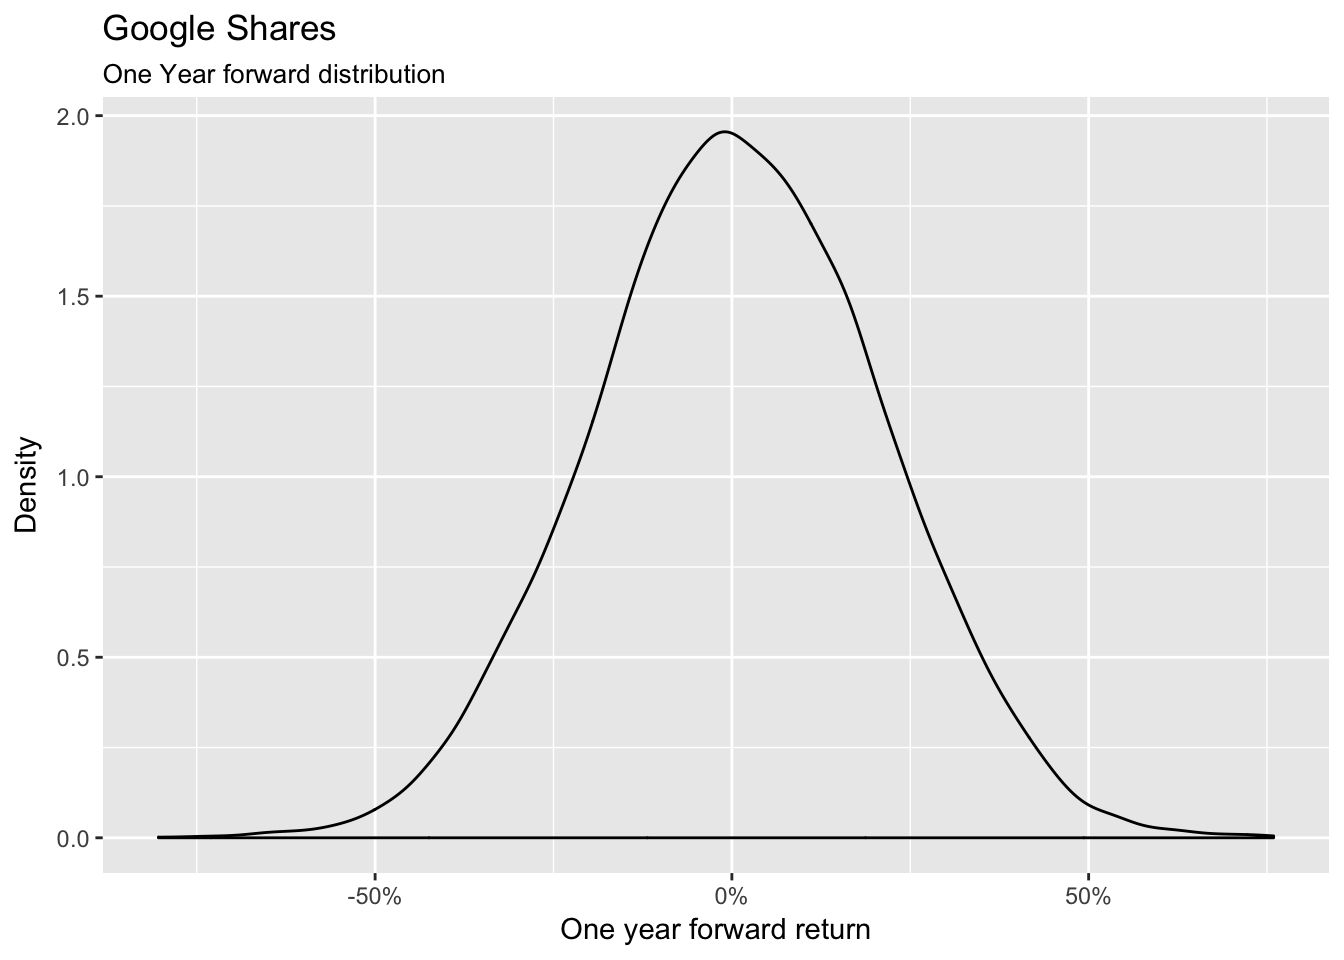 Google Shares
One Year forward distribution
2.0
1.5
1.0
0.5
0.0
Density
-50% 0% 50%
One year forward return